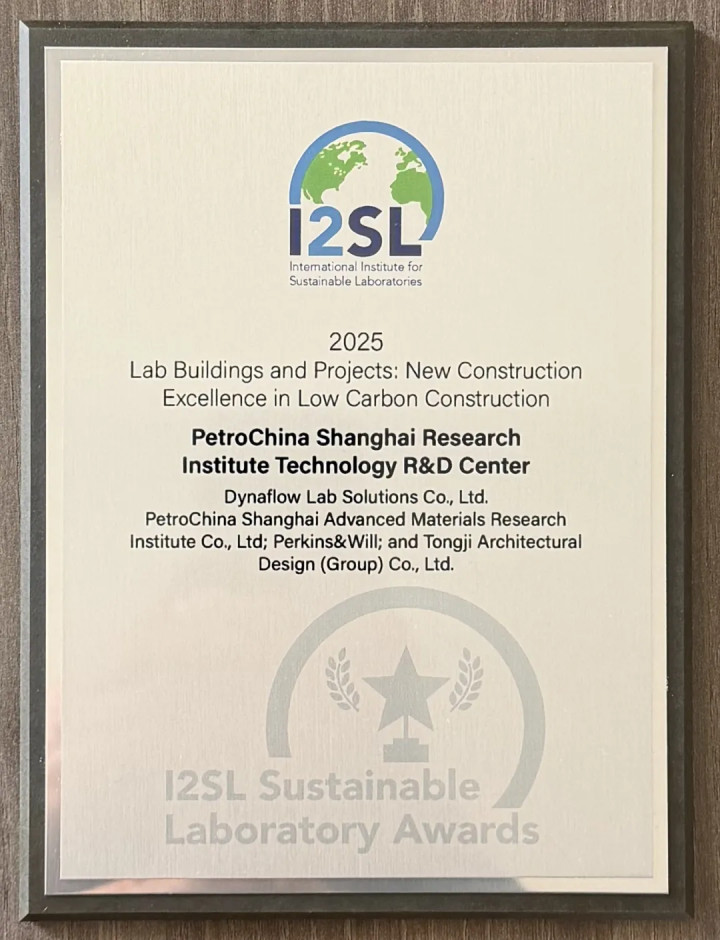 I2SL
International Institute for
Sustainable Laboratories
2025
Lab Buildings and Projects: New Construction
Excellence in Low Carbon Construction
PetroChina Shanghai Research
Institute Technology R&D Center
Dynaflow Lab Solutions Co., Ltd.
PetroChina Shanghai Advanced Materials Research
Institute Co., Ltd; Perkins&Will; and Tongji Architectural
Design (Group) Co., Ltd.
I2SL Sustainable
Laboratory Awards